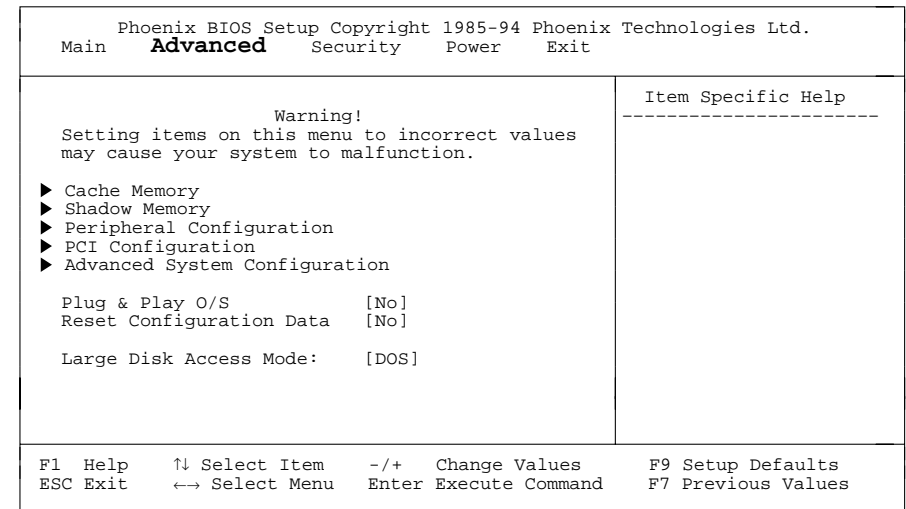 Phoenix BIOS Setup Copyright 1985-94 Phoenix Technologies Ltd.
Main Advanced Security Power Exit
Item Specific Help
-----------------------
Warning!
Setting items on this menu to incorrect values
may cause your system to malfunction.
▶ Cache Memory
▶ Shadow Memory
▶ Peripheral Configuration
▶ PCI Configuration
▶ Advanced System Configuration
Plug & Play O/S [No]
Reset Configuration Data [No]
Large Disk Access Mode: [DOS]
F1 Help ↑↓ Select Item -/+ Change Values F9 Setup Defaults
ESC Exit ←→ Select Menu Enter Execute Command F7 Previous Values